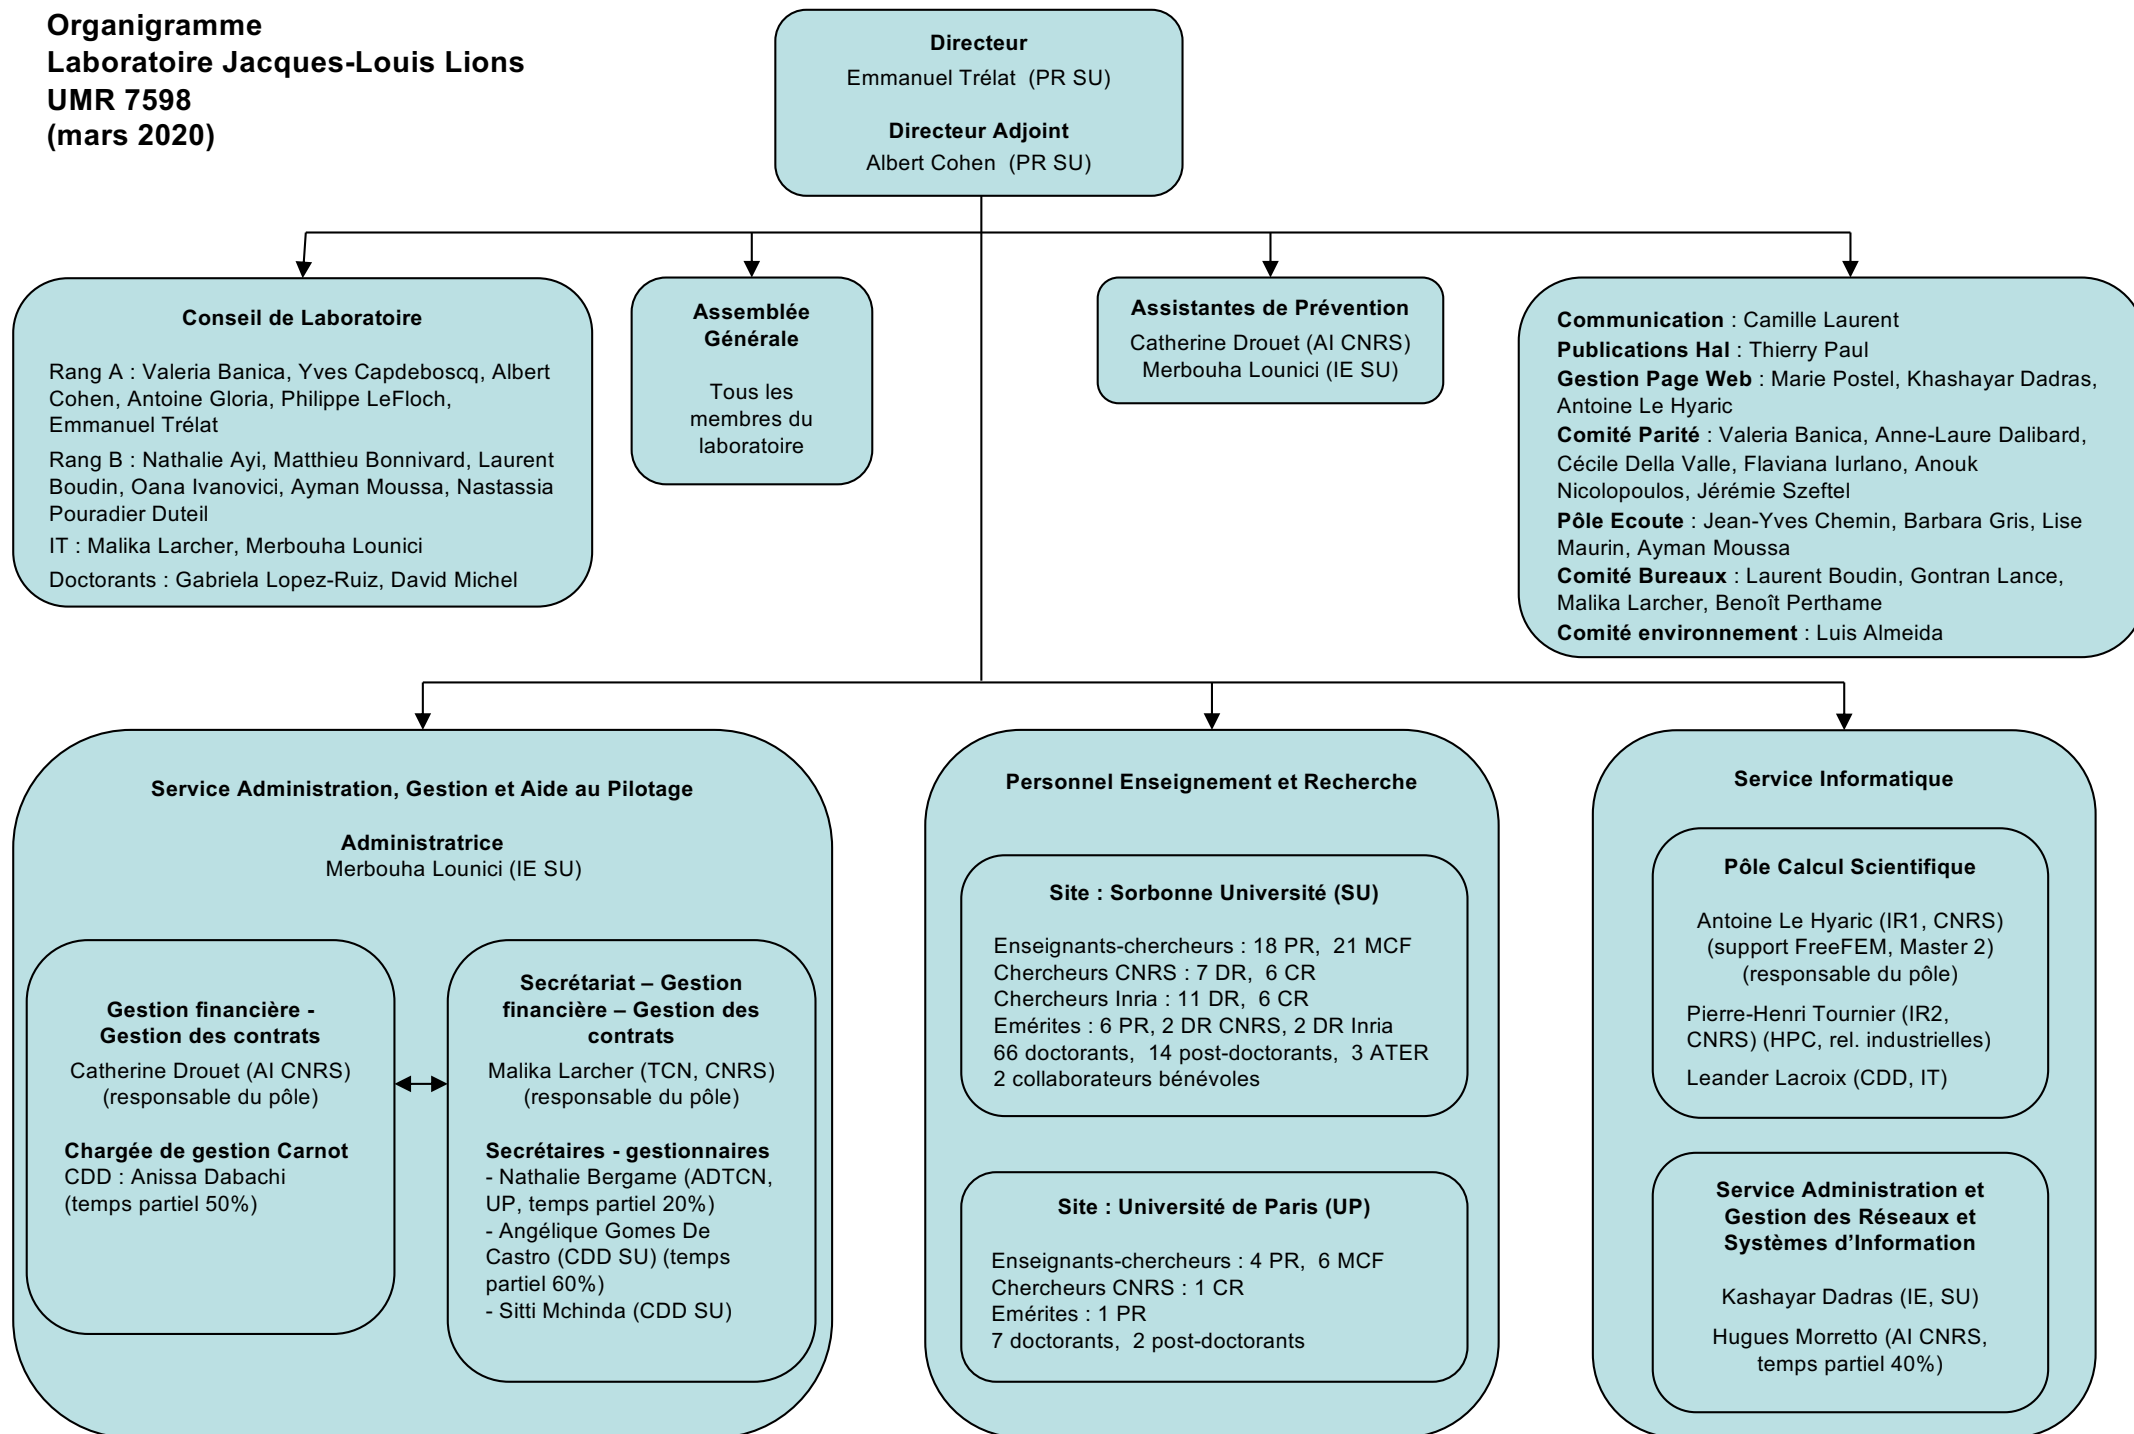 Organigramme
Laboratoire Jacques-Louis Lions
UMR 7598
(mars 2020)
Directeur
Emmanuel Trélat (PR SU)
Directeur Adjoint
Albert Cohen (PR SU)
Conseil de Laboratoire
Rang A : Valeria Banica, Yves Capdeboscq, Albert
Cohen, Antoine Gloria, Philippe LeFloch,
Emmanuel Trélat
Rang B : Nathalie Ayi, Matthieu Bonnivard, Laurent
Boudin, Oana Ivanovici, Ayman Moussa, Nastassia
Pouradier Duteil
IT : Malika Larcher, Merbouha Lounici
Doctorants : Gabriela Lopez-Ruiz, David Michel
Assemblée
Générale
Tous les
membres du
laboratoire
Assistantes de Prévention
Catherine Drouet (AI CNRS)
Merbouha Lounici (IE SU)
Communication : Camille Laurent
Publications Hal : Thierry Paul
Gestion Page Web : Marie Postel, Khashayar Dadras,
Antoine Le Hyaric
Comité Parité : Valeria Banica, Anne-Laure Dalibard,
Cécile Della Valle, Flaviana Iurlano, Anouk
Nicolopoulos, Jérémie Szeftel
Pôle Ecoute : Jean-Yves Chemin, Barbara Gris, Lise
Maurin, Ayman Moussa
Comité Bureaux : Laurent Boudin, Gontran Lance,
Malika Larcher, Benoît Perthame
Comité environnement : Luis Almeida
Service Administration, Gestion et Aide au Pilotage
Administratrice
Merbouha Lounici (IE SU)
Gestion financière -
Gestion des contrats
Catherine Drouet (AI CNRS)
(responsable du pôle)
Chargée de gestion Carnot
CDD : Anissa Dabachi
(temps partiel 50%)
Secrétariat – Gestion
financière – Gestion des
contrats
Malika Larcher (TCN, CNRS)
(responsable du pôle)
Secrétaires - gestionnaires
- Nathalie Bergame (ADTCN,
UP, temps partiel 20%)
- Angélique Gomes De
Castro (CDD SU) (temps
partiel 60%)
- Sitti Mchinda (CDD SU)
Personnel Enseignement et Recherche
Site : Sorbonne Université (SU)
Enseignants-chercheurs : 18 PR, 21 MCF
Chercheurs CNRS : 7 DR, 6 CR
Chercheurs Inria : 11 DR, 6 CR
Emérites : 6 PR, 2 DR CNRS, 2 DR Inria
66 doctorants, 14 post-doctorants, 3 ATER
2 collaborateurs bénévoles
Site : Université de Paris (UP)
Enseignants-chercheurs : 4 PR, 6 MCF
Chercheurs CNRS : 1 CR
Emérites : 1 PR
7 doctorants, 2 post-doctorants
Service Informatique
Pôle Calcul Scientifique
Antoine Le Hyaric (IR1, CNRS)
(support FreeFEM, Master 2)
(responsable du pôle)
Pierre-Henri Tournier (IR2,
CNRS) (HPC, rel. industrielles)
Leander Lacroix (CDD, IT)
Service Administration et
Gestion des Réseaux et
Systèmes d’Information
Kashayar Dadras (IE, SU)
Hugues Morretto (AI CNRS,
temps partiel 40%)